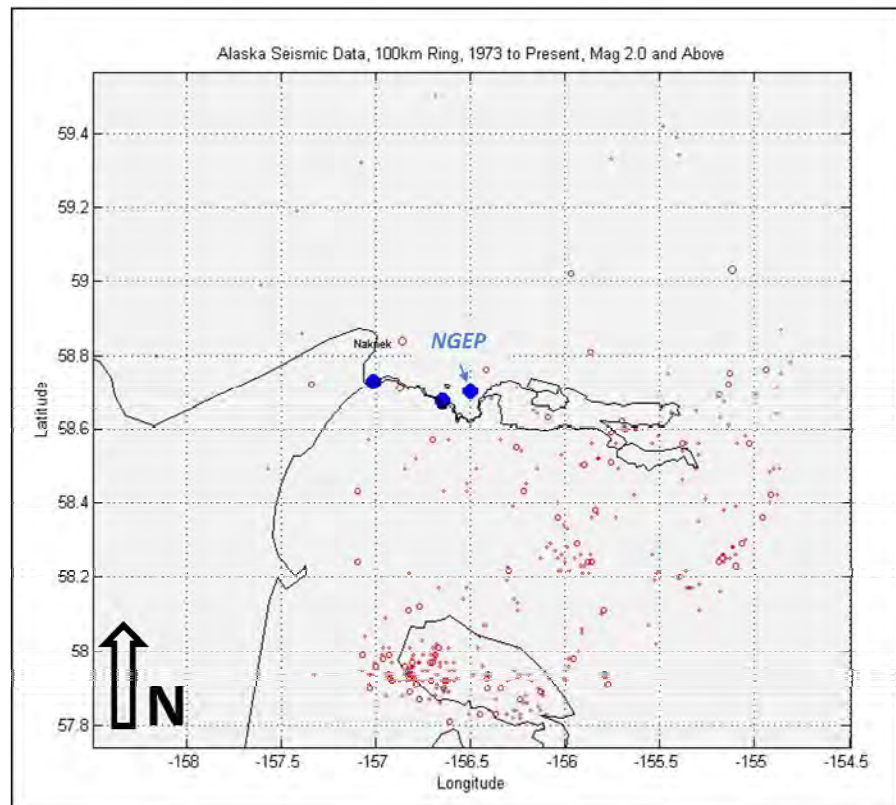 Alaska Seismic Data, 100km Ring, 1973 to Present, Mag 2.0 and Above
59.4
59.2
59
58.8
Naknek
NGEP
Latitude
58.6
58.4
58.2
58
57.8
N
-158
-157.5
-157
-156.5
-156
-155.5
-155
-154.5
Longitude